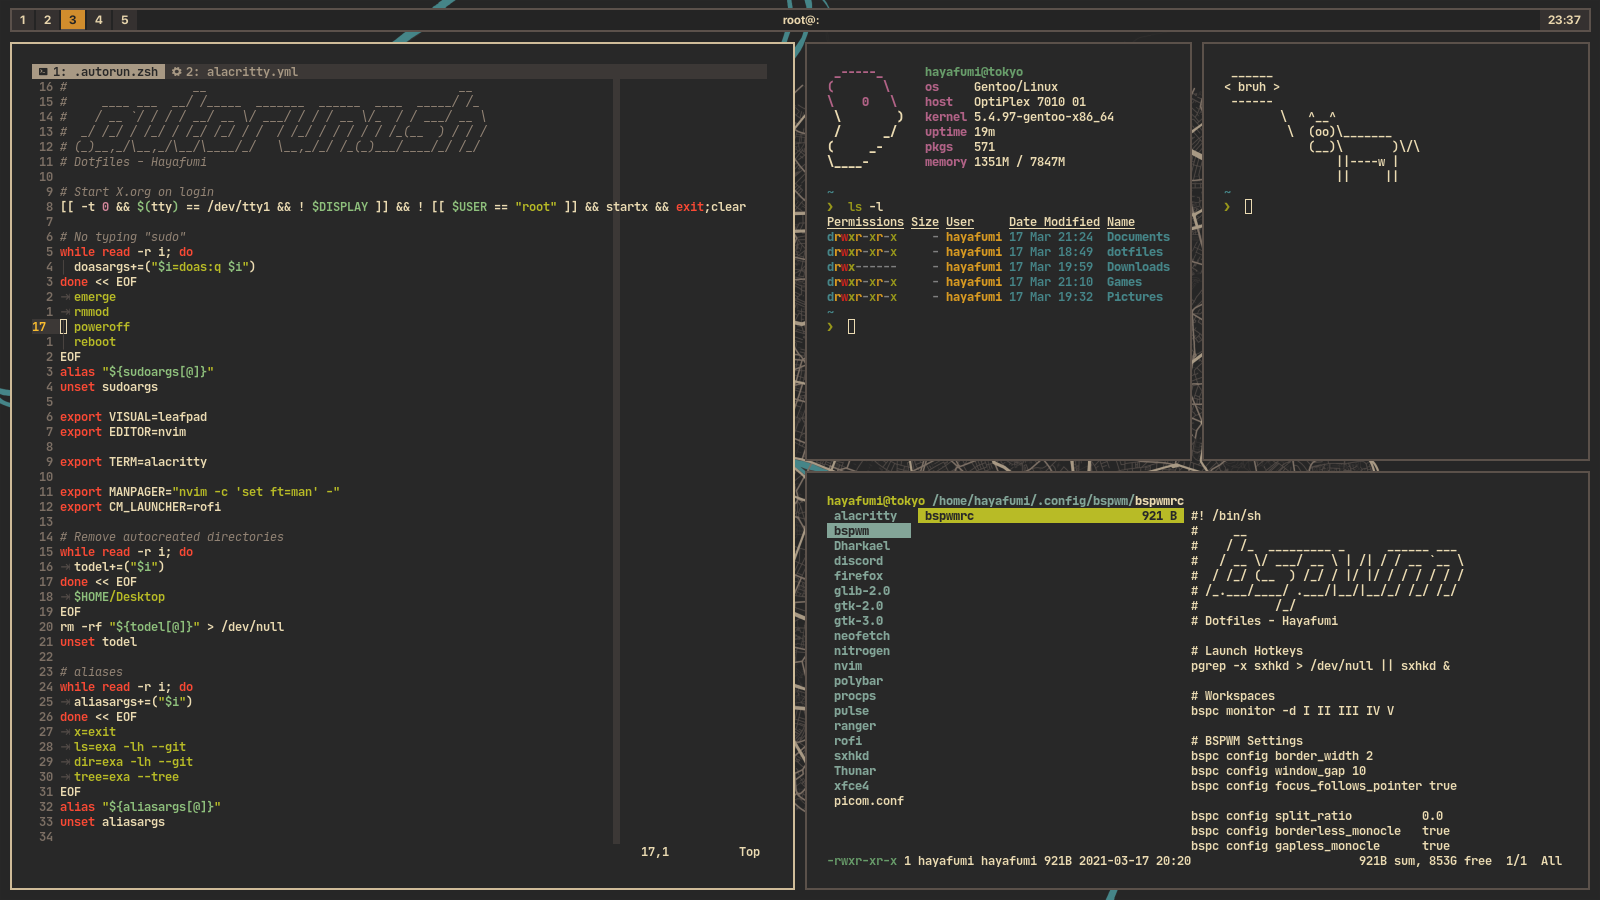 1 2 3 4 5 root@: 23:37
1: .autorun.zsh 2: alacritty.yml
16 #                  __                                    __
15 #     ____ ___  __/ /_____  _______  ______  ____  _____/ /_
14 #    / __ `/ / / / __/ __ \/ ___/ / / / __ \/_  / / ___/ __ \
13 #  _/ /_/ / /_/ / /_/ /_/ / /  / /_/ / / / / / /_(__  ) / / /
12 # (_)__,_/\__,_/\__/\____/_/   \__,_/_/ /_(_)___/____/_/ /_/
11 # Dotfiles - Hayafumi
10
9 # Start X.org on login
8 [[ -t 0 && $(tty) == /dev/tty1 && ! $DISPLAY ]] && ! [[ $USER == "root" ]] && startx && exit;clear
7
6 # No typing "sudo"
5 while read -r i; do
4 doasargs+=("$i=doas:q $i")
3 done << EOF
2 emerge
1 rmmod
17 poweroff
1 reboot
2 EOF
3 alias "${sudoargs[@]}"
4 unset sudoargs
5
6 export VISUAL=leafpad
7 export EDITOR=nvim
8
9 export TERM=alacritty
10
11 export MANPAGER="nvim -c 'set ft=man' -"
12 export CM_LAUNCHER=rofi
13
14 # Remove autocreated directories
15 while read -r i; do
16 todel+=("$i")
17 done << EOF
18 $HOME/Desktop
19 EOF
20 rm -rf "${todel[@]}" > /dev/null
21 unset todel
22
23 # aliases
24 while read -r i; do
25 aliasargs+=("$i")
26 done << EOF
27 x=exit
28 ls=exa -lh --git
29 dir=exa -lh --git
30 tree=exa --tree
31 EOF
32 alias "${aliasargs[@]}"
33 unset aliasargs
34
17,1 Top
 _-----_      hayafumi@tokyo
(       \     os     Gentoo/Linux
\    0   \    host   OptiPlex 7010 01
 \        )   kernel 5.4.97-gentoo-x86_64
 /      _/    uptime 19m
(     _-      pkgs   571
\____-        memory 1351M / 7847M
~
❯ ls -l
Permissions Size User     Date Modified Name
drwxr-xr-x     - hayafumi 17 Mar 21:24  Documents
drwxr-xr-x     - hayafumi 17 Mar 18:49  dotfiles
drwx------     - hayafumi 17 Mar 19:59  Downloads
drwxr-xr-x     - hayafumi 17 Mar 21:10  Games
drwxr-xr-x     - hayafumi 17 Mar 19:32  Pictures
~
❯
 ______
< bruh >
 ------
        \   ^__^
         \  (oo)\_______
            (__)\       )\/\
                ||----w |
                ||     ||
~
❯
hayafumi@tokyo /home/hayafumi/.config/bspwm/bspwmrc
alacritty
bspwm
Dharkael
discord
firefox
glib-2.0
gtk-2.0
gtk-3.0
neofetch
nitrogen
nvim
polybar
procps
pulse
ranger
rofi
sxhkd
Thunar
xfce4
picom.conf
bspwmrc 921 B
#! /bin/sh
#     __
#    / /_  _________ _      ______ ___
#   / __ \/ ___/ __ \ | /| / / __ `__ \
#  / /_/ (__  ) /_/ / |/ |/ / / / / / /
# /_.___/____/ .___/|__/|__/_/ /_/ /_/
#           /_/
# Dotfiles - Hayafumi

# Launch Hotkeys
pgrep -x sxhkd > /dev/null || sxhkd &

# Workspaces
bspc monitor -d I II III IV V

# BSPWM Settings
bspc config border_width 2
bspc config window_gap 10
bspc config focus_follows_pointer true

bspc config split_ratio          0.0
bspc config borderless_monocle   true
bspc config gapless_monocle      true
-rwxr-xr-x 1 hayafumi hayafumi 921B 2021-03-17 20:20 921B sum, 853G free 1/1 All